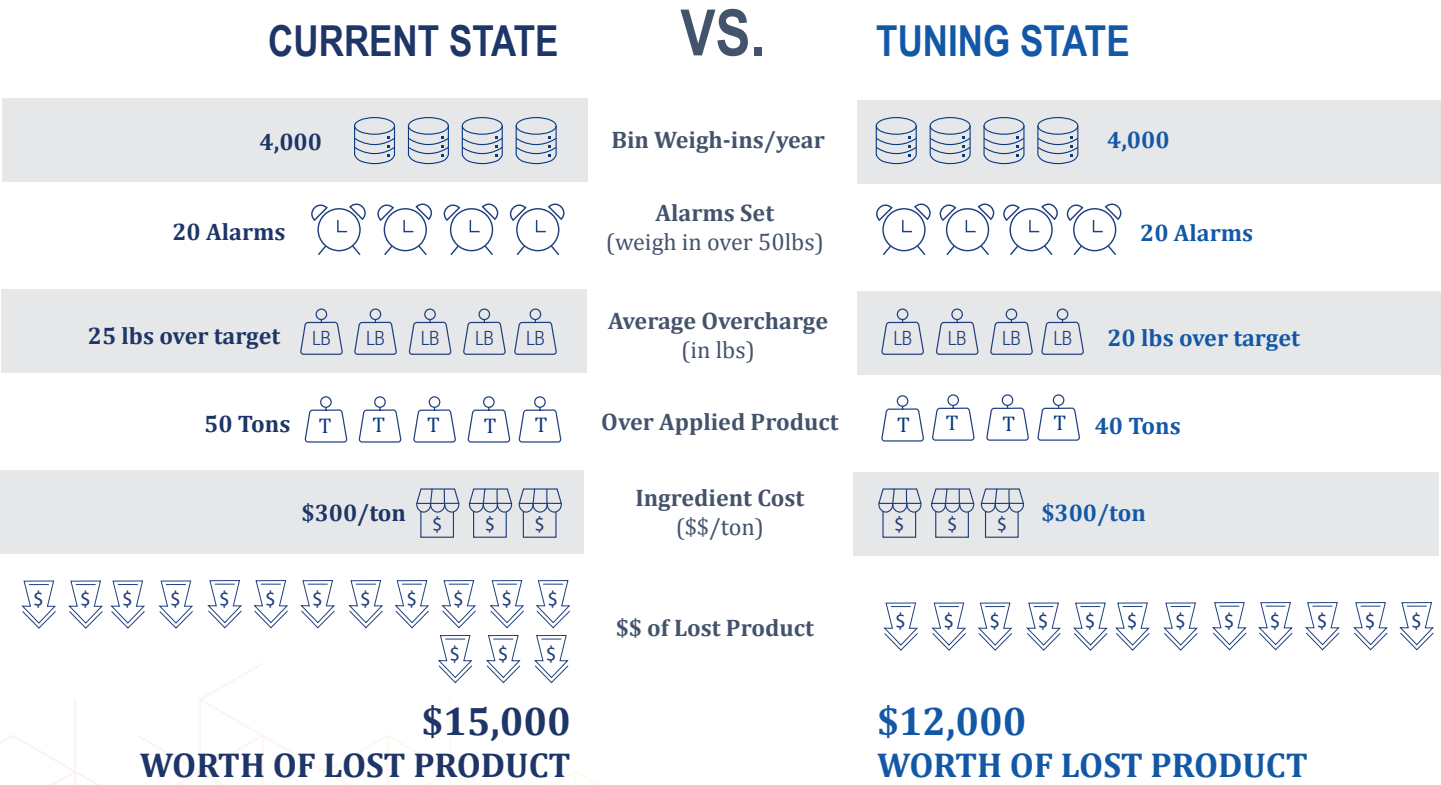 CURRENT STATE VS. TUNING STATE
4,000 Bin Weigh-ins/year 4,000
20 Alarms Alarms Set 20 Alarms
(weigh in over 50lbs)
25 lbs over target LB LB LB LB LB Average Overcharge LB LB LB LB 20 lbs over target
(in lbs)
50 Tons T T T T T Over Applied Product T T T T 40 Tons
$300/ton $ $ $ Ingredient Cost $ $ $ $300/ton
($$/ton)
$ $ $ $ $ $ $ $ $ $ $ $ $$ of Lost Product $ $ $ $ $ $ $ $ $ $ $ $
$ $ $
$15,000 $12,000
WORTH OF LOST PRODUCT WORTH OF LOST PRODUCT